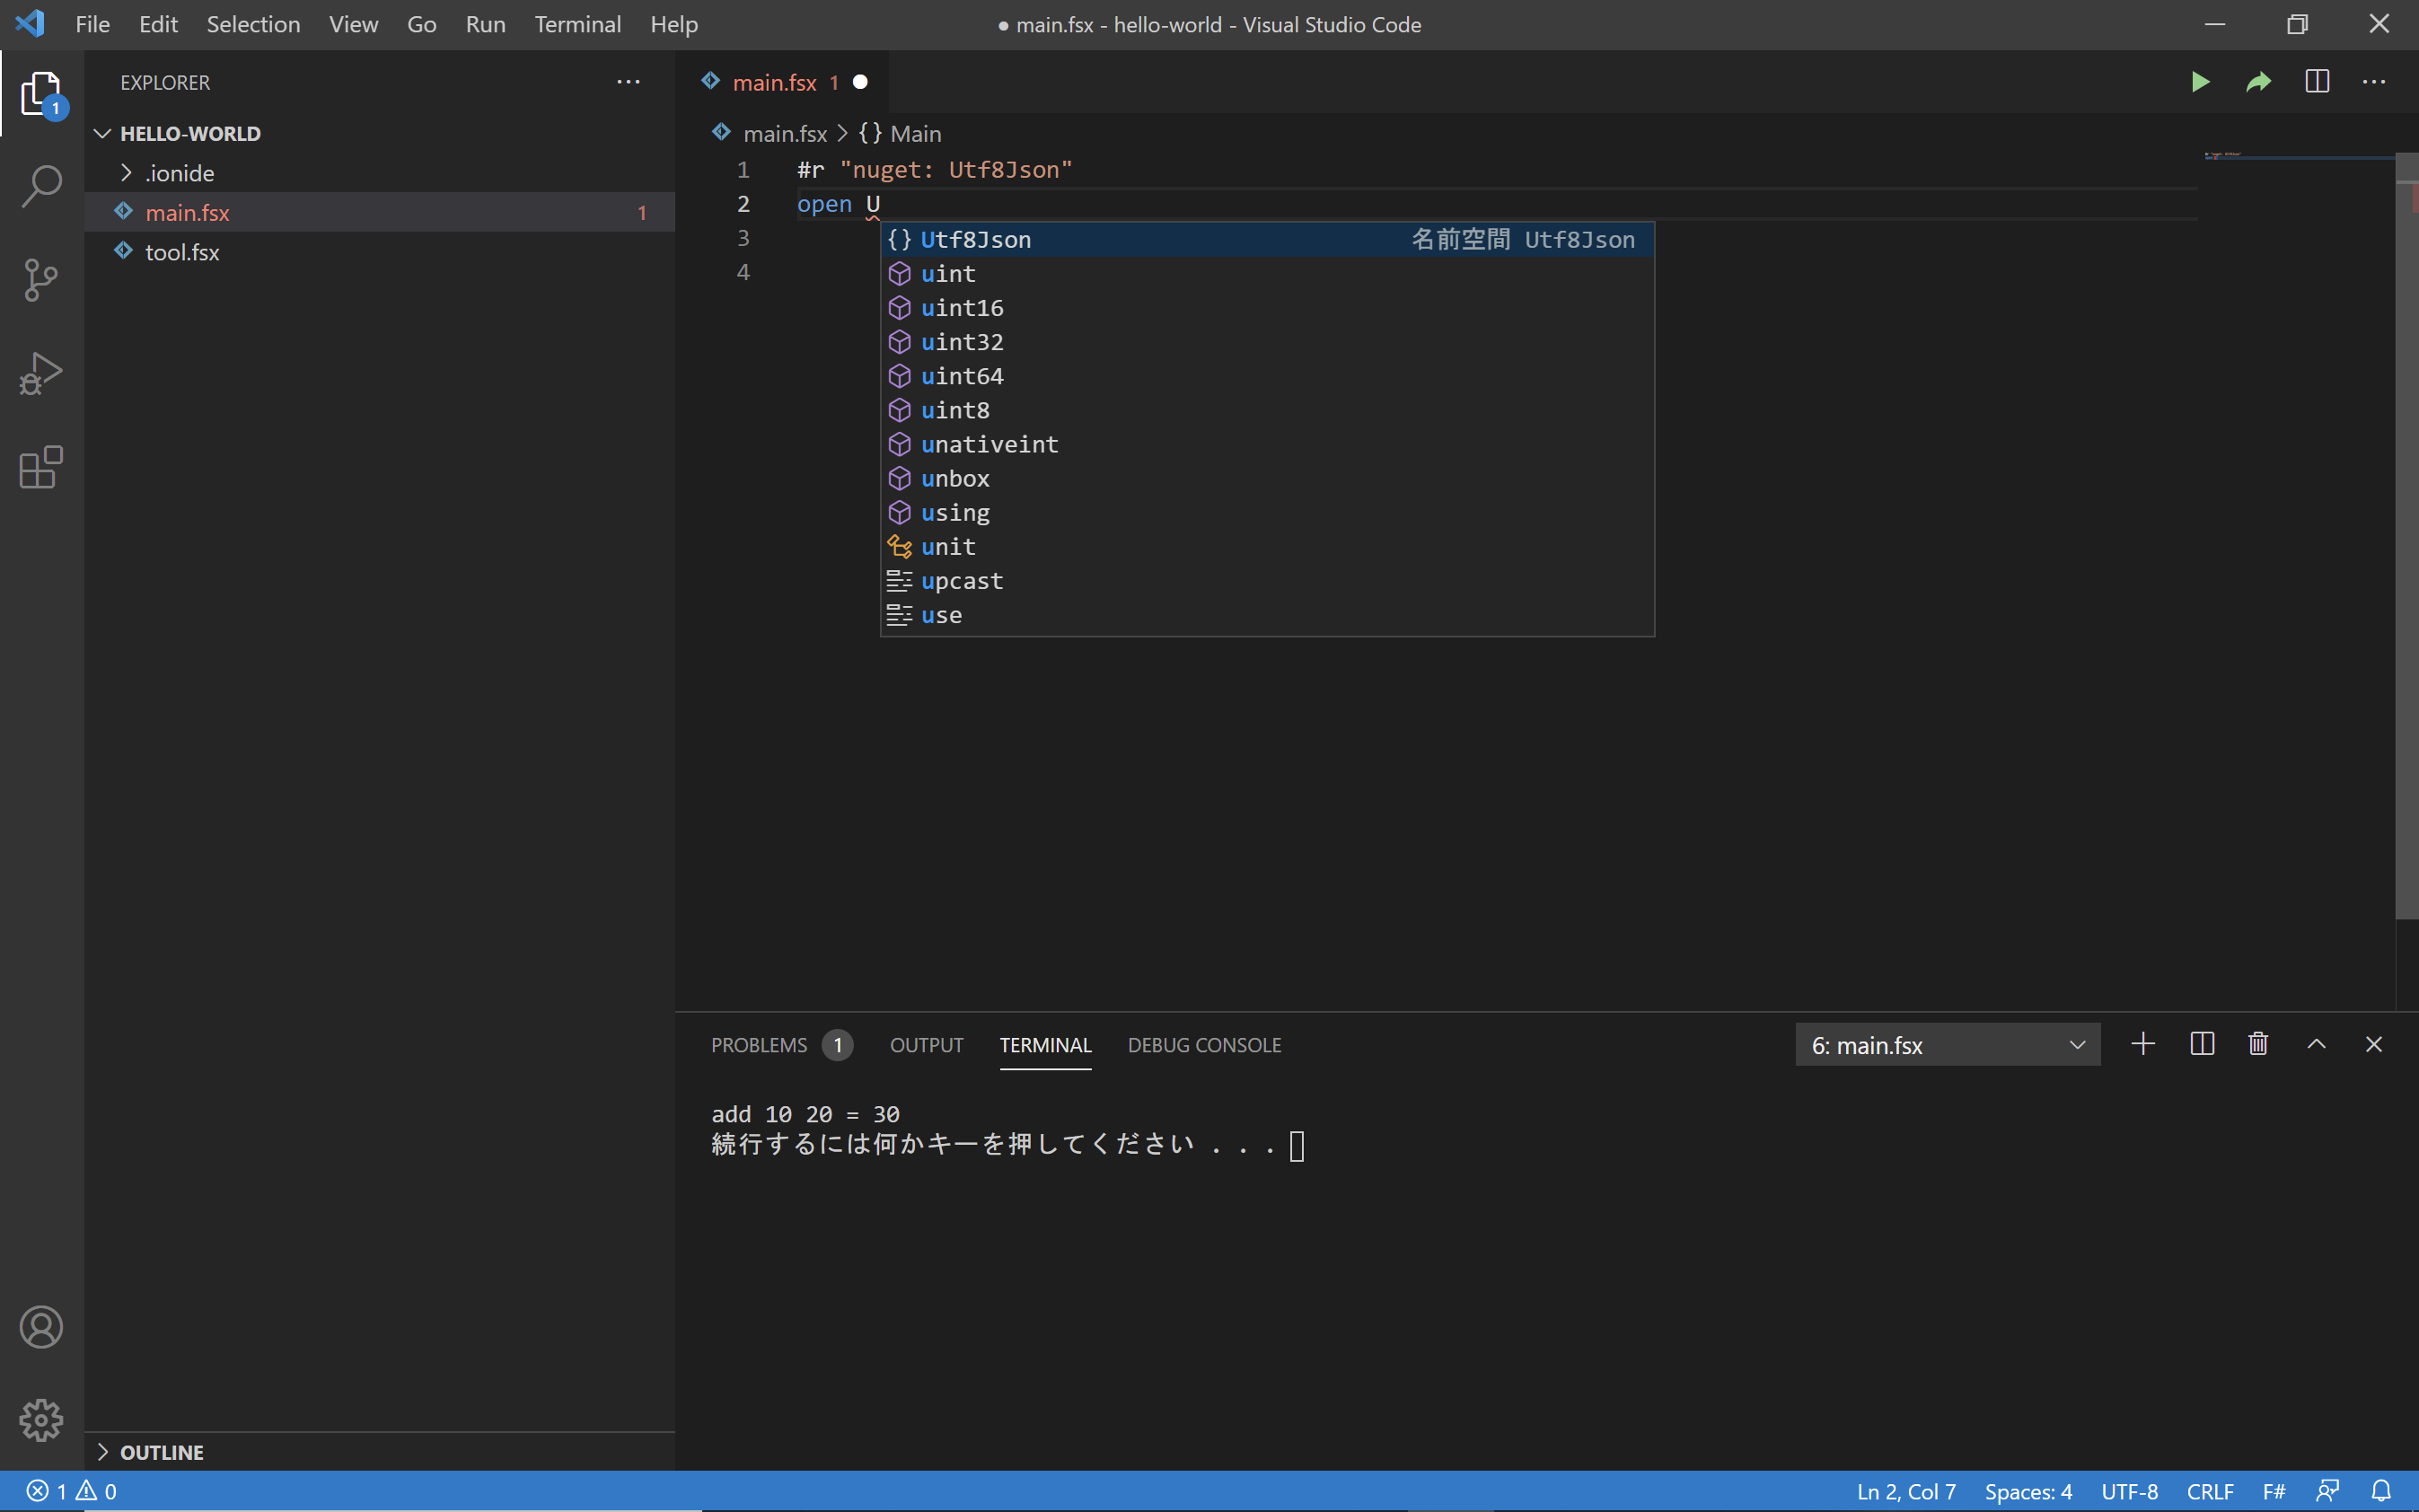 File Edit Selection View Go Run Terminal Help
● main.fsx - hello-world - Visual Studio Code
1
EXPLORER ···
HELLO-WORLD
.ionide
main.fsx 1
tool.fsx
OUTLINE
main.fsx 1 ●
main.fsx > {} Main
1 #r "nuget: Utf8Json"
2 open U
3
4
{} Utf8Json 名前空間 Utf8Json
uint
uint16
uint32
uint64
uint8
unativeint
unbox
using
unit
upcast
use
PROBLEMS 1 OUTPUT TERMINAL DEBUG CONSOLE 6: main.fsx
add 10 20 = 30
続行するには何かキーを押してください . . .
1 0 Ln 2, Col 7 Spaces: 4 UTF-8 CRLF F#